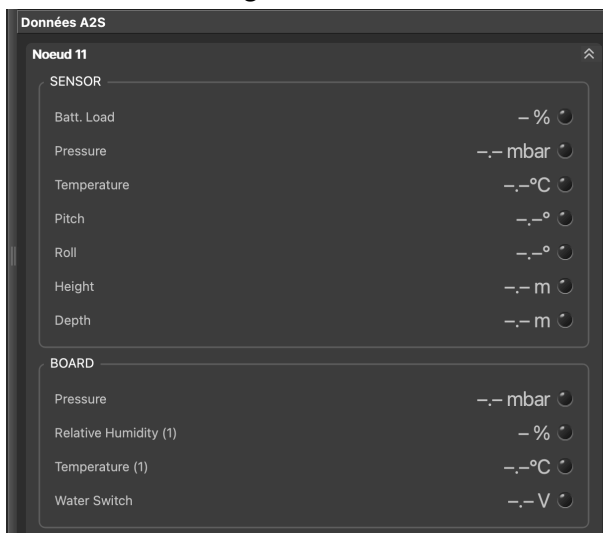 Données A2S
Noeud 11
SENSOR
Batt. Load – %
Pressure –.– mbar
Temperature –.–°C
Pitch –.–°
Roll –.–°
Height –.– m
Depth –.– m
BOARD
Pressure –.– mbar
Relative Humidity (1) – %
Temperature (1) –.–°C
Water Switch –.– V